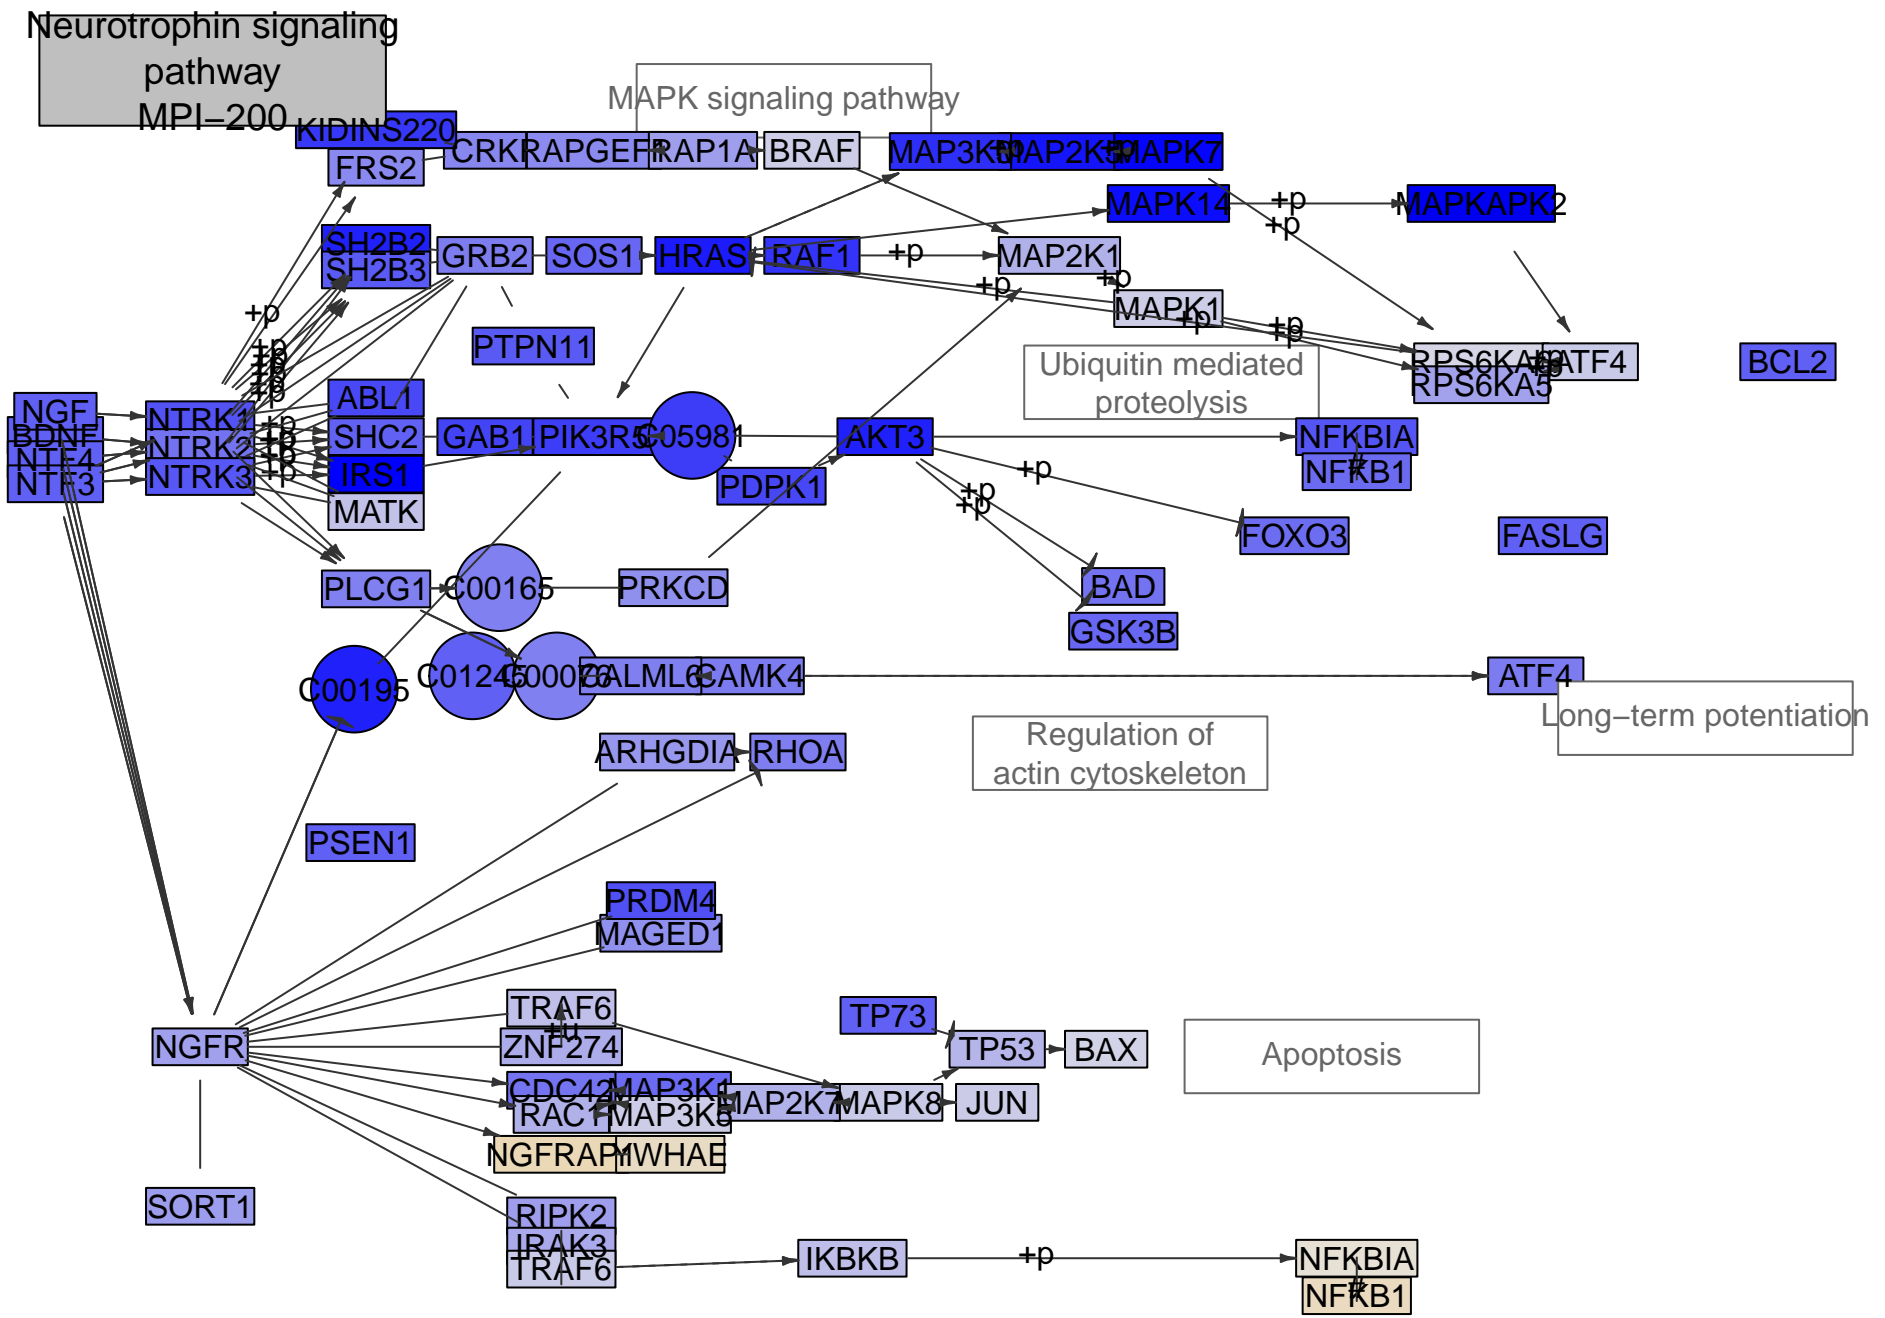 Neurotrophin signaling
pathway
MPI−200
MAPK signaling pathway
KIDINS220
FRS2
RAPGEF1
RAP1A
BRAF
MAP2K5
+p
MAPK7
MAPK14
+p
MAPKAPK2
+p
SH2B2
SH2B3
GRB2
SOS1
HRAS
RAF1
+p
MAP2K1
+p
+p
MAPK1
+p
+p
+p
+p
PTPN11
Ubiquitin mediated
proteolysis
RPS6KA5
ATF4
BCL2
+p
+p
+p
+p
+p
NGF
BDNF
NTF4
NTF3
NTRK1
NTRK2
NTRK3
+p
+p
+p
+p
ABL1
SHC2
IRS1
MATK
GAB1
PIK3R5
C05981
PDPK1
AKT3
+p
+p
+p
NFKBIA
NFKB1
FOXO3
FASLG
BAD
GSK3B
PLCG1
C00165
PRKCD
C00195
C01245
C00076
CALML6
CAMK4
ATF4
Long−term potentiation
Regulation of
actin cytoskeleton
ARHGDIA
RHOA
PSEN1
PRDM4
MAGED1
TRAF6
+u
ZNF274
NGFR
CDC42
RAC1
MAP3K1
MAP3K5
MAP2K7
MAPK8
JUN
TP73
TP53
BAX
Apoptosis
NGFRAP1
YWHAE
SORT1
RIPK2
IRAK3
TRAF6
IKBKB
+p
NFKBIA
NFKB1